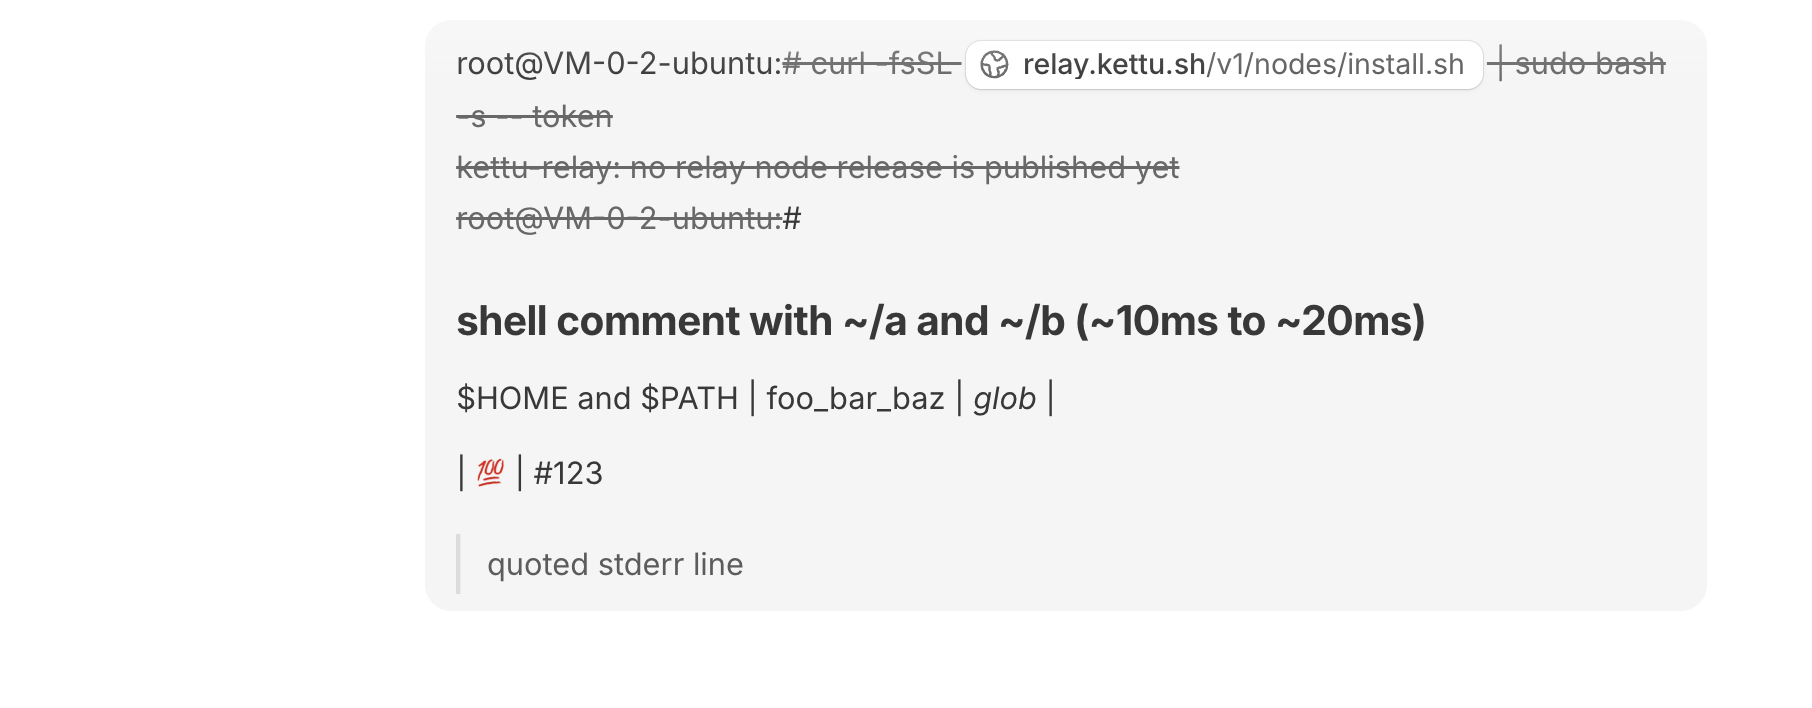 root@VM-0-2-ubuntu:# curl -fsSL relay.kettu.sh/v1/nodes/install.sh | sudo bash
-s -- token
kettu-relay: no relay node release is published yet
root@VM-0-2-ubuntu:#
shell comment with ~/a and ~/b (~10ms to ~20ms)
$HOME and $PATH | foo_bar_baz | glob |
| 💯 | #123
quoted stderr line